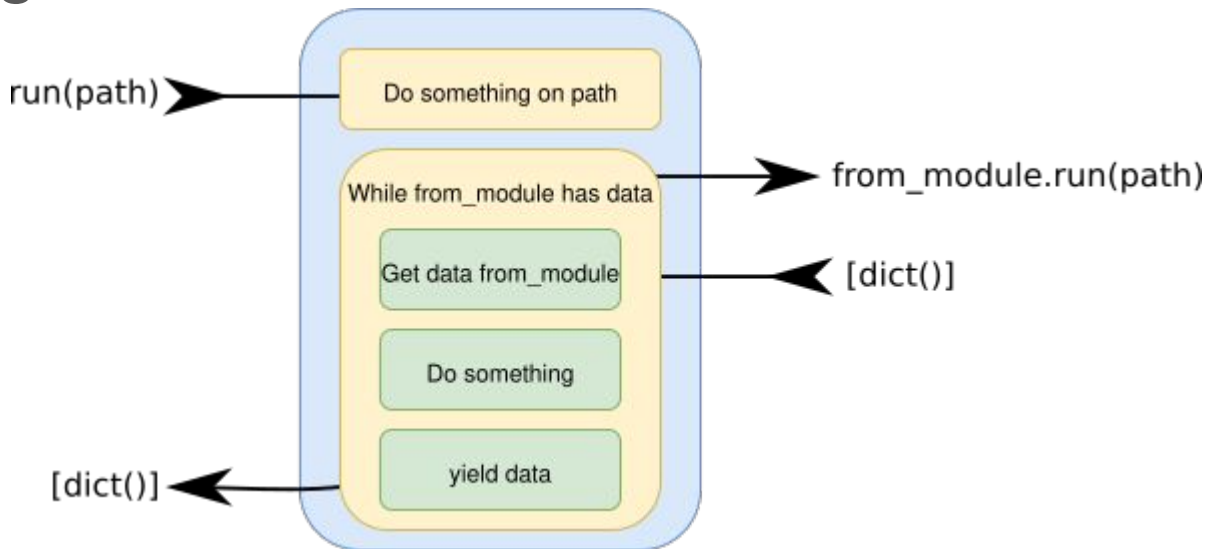 run(path)
Do something on path
from_module.run(path)
While from_module has data
Get data from_module
[dict()]
Do something
yield data
[dict()]